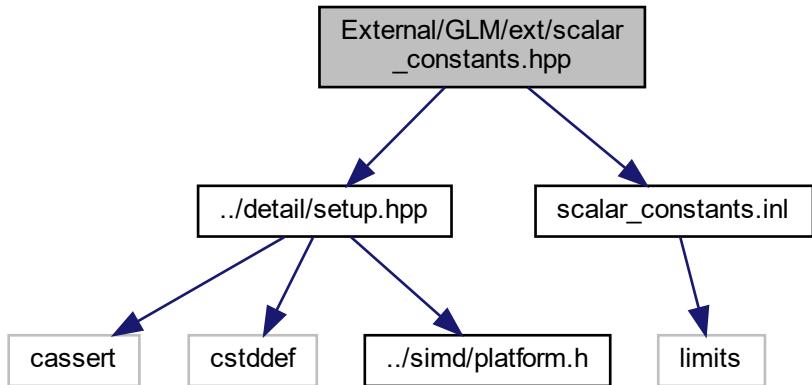 External/GLM/ext/scalar
_constants.hpp
../detail/setup.hpp
scalar_constants.inl
cassert
cstddef
../simd/platform.h
limits